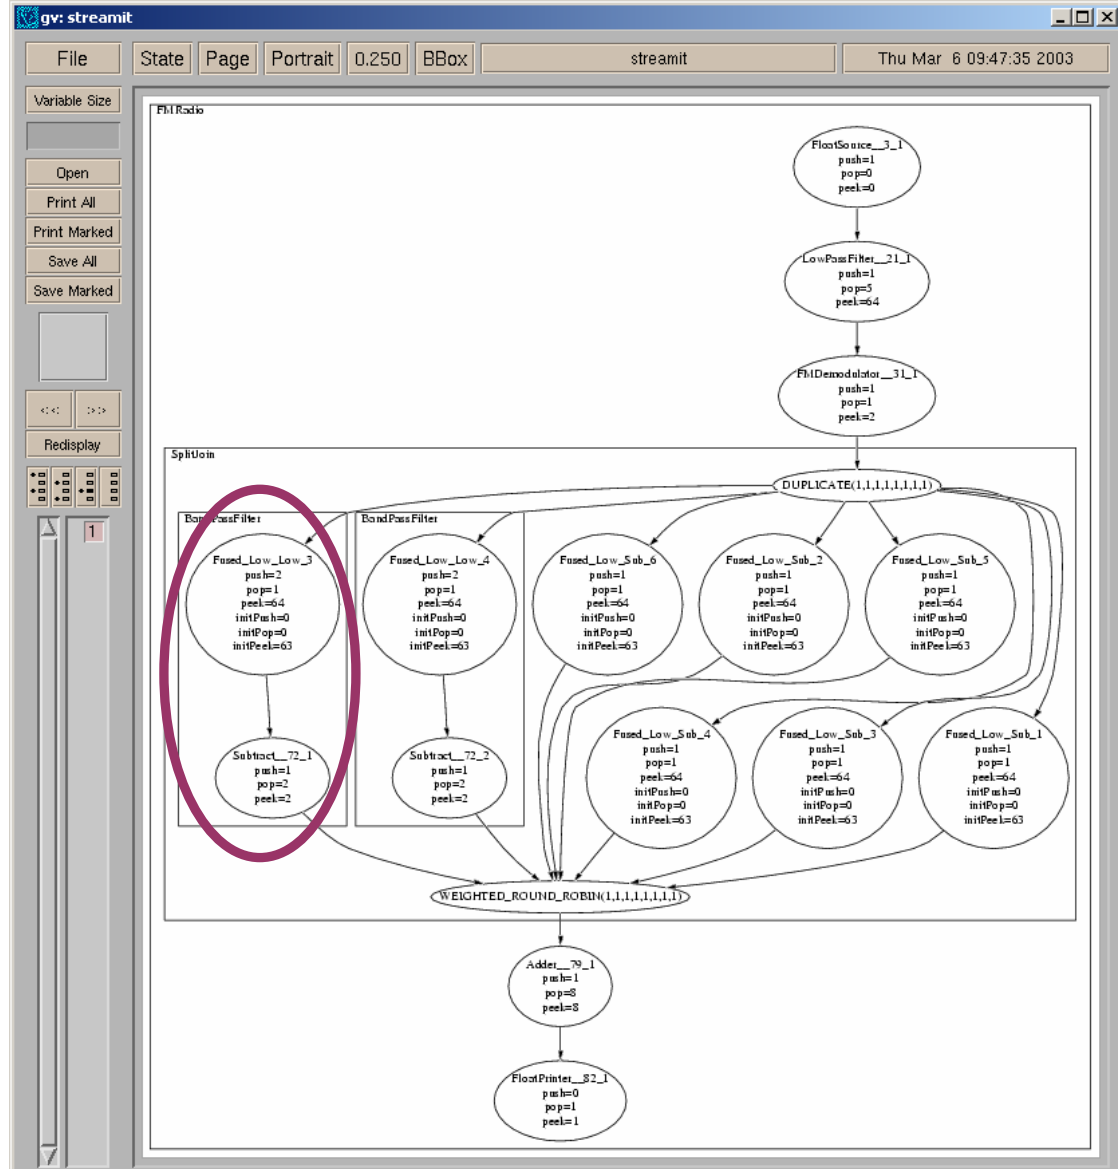 gv: streamit
File
State
Page
Portrait
0.250
BBox
streamit
Thu Mar 6 09:47:35 2003
Variable Size
Open
Print All
Print Marked
Save All
Save Marked
<<
>>
Redisplay
1
FMRadio
FloatSource__3_1
push=1
pop=0
peek=0
LowPassFilter__21_1
push=1
pop=5
peek=64
FMDemodulator__31_1
push=1
pop=1
peek=2
SplitJoin
DUPLICATE(1,1,1,1,1,1,1,1)
BandPassFilter
Fused_Low_Low_3
push=2
pop=1
peek=64
initPush=0
initPop=0
initPeek=63
Subtract__72_1
push=1
pop=2
peek=2
BandPassFilter
Fused_Low_Low_4
push=2
pop=1
peek=64
initPush=0
initPop=0
initPeek=63
Subtract__72_2
push=1
pop=2
peek=2
Fused_Low_Sub_6
push=1
pop=1
peek=64
initPush=0
initPop=0
initPeek=63
Fused_Low_Sub_2
push=1
pop=1
peek=64
initPush=0
initPop=0
initPeek=63
Fused_Low_Sub_5
push=1
pop=1
peek=64
initPush=0
initPop=0
initPeek=63
Fused_Low_Sub_4
push=1
pop=1
peek=64
initPush=0
initPop=0
initPeek=63
Fused_Low_Sub_3
push=1
pop=1
peek=64
initPush=0
initPop=0
initPeek=63
Fused_Low_Sub_1
push=1
pop=1
peek=64
initPush=0
initPop=0
initPeek=63
WEIGHTED_ROUND_ROBIN(1,1,1,1,1,1,1,1)
Adder__79_1
push=1
pop=8
peek=8
FloatPrinter__82_1
push=0
pop=1
peek=1